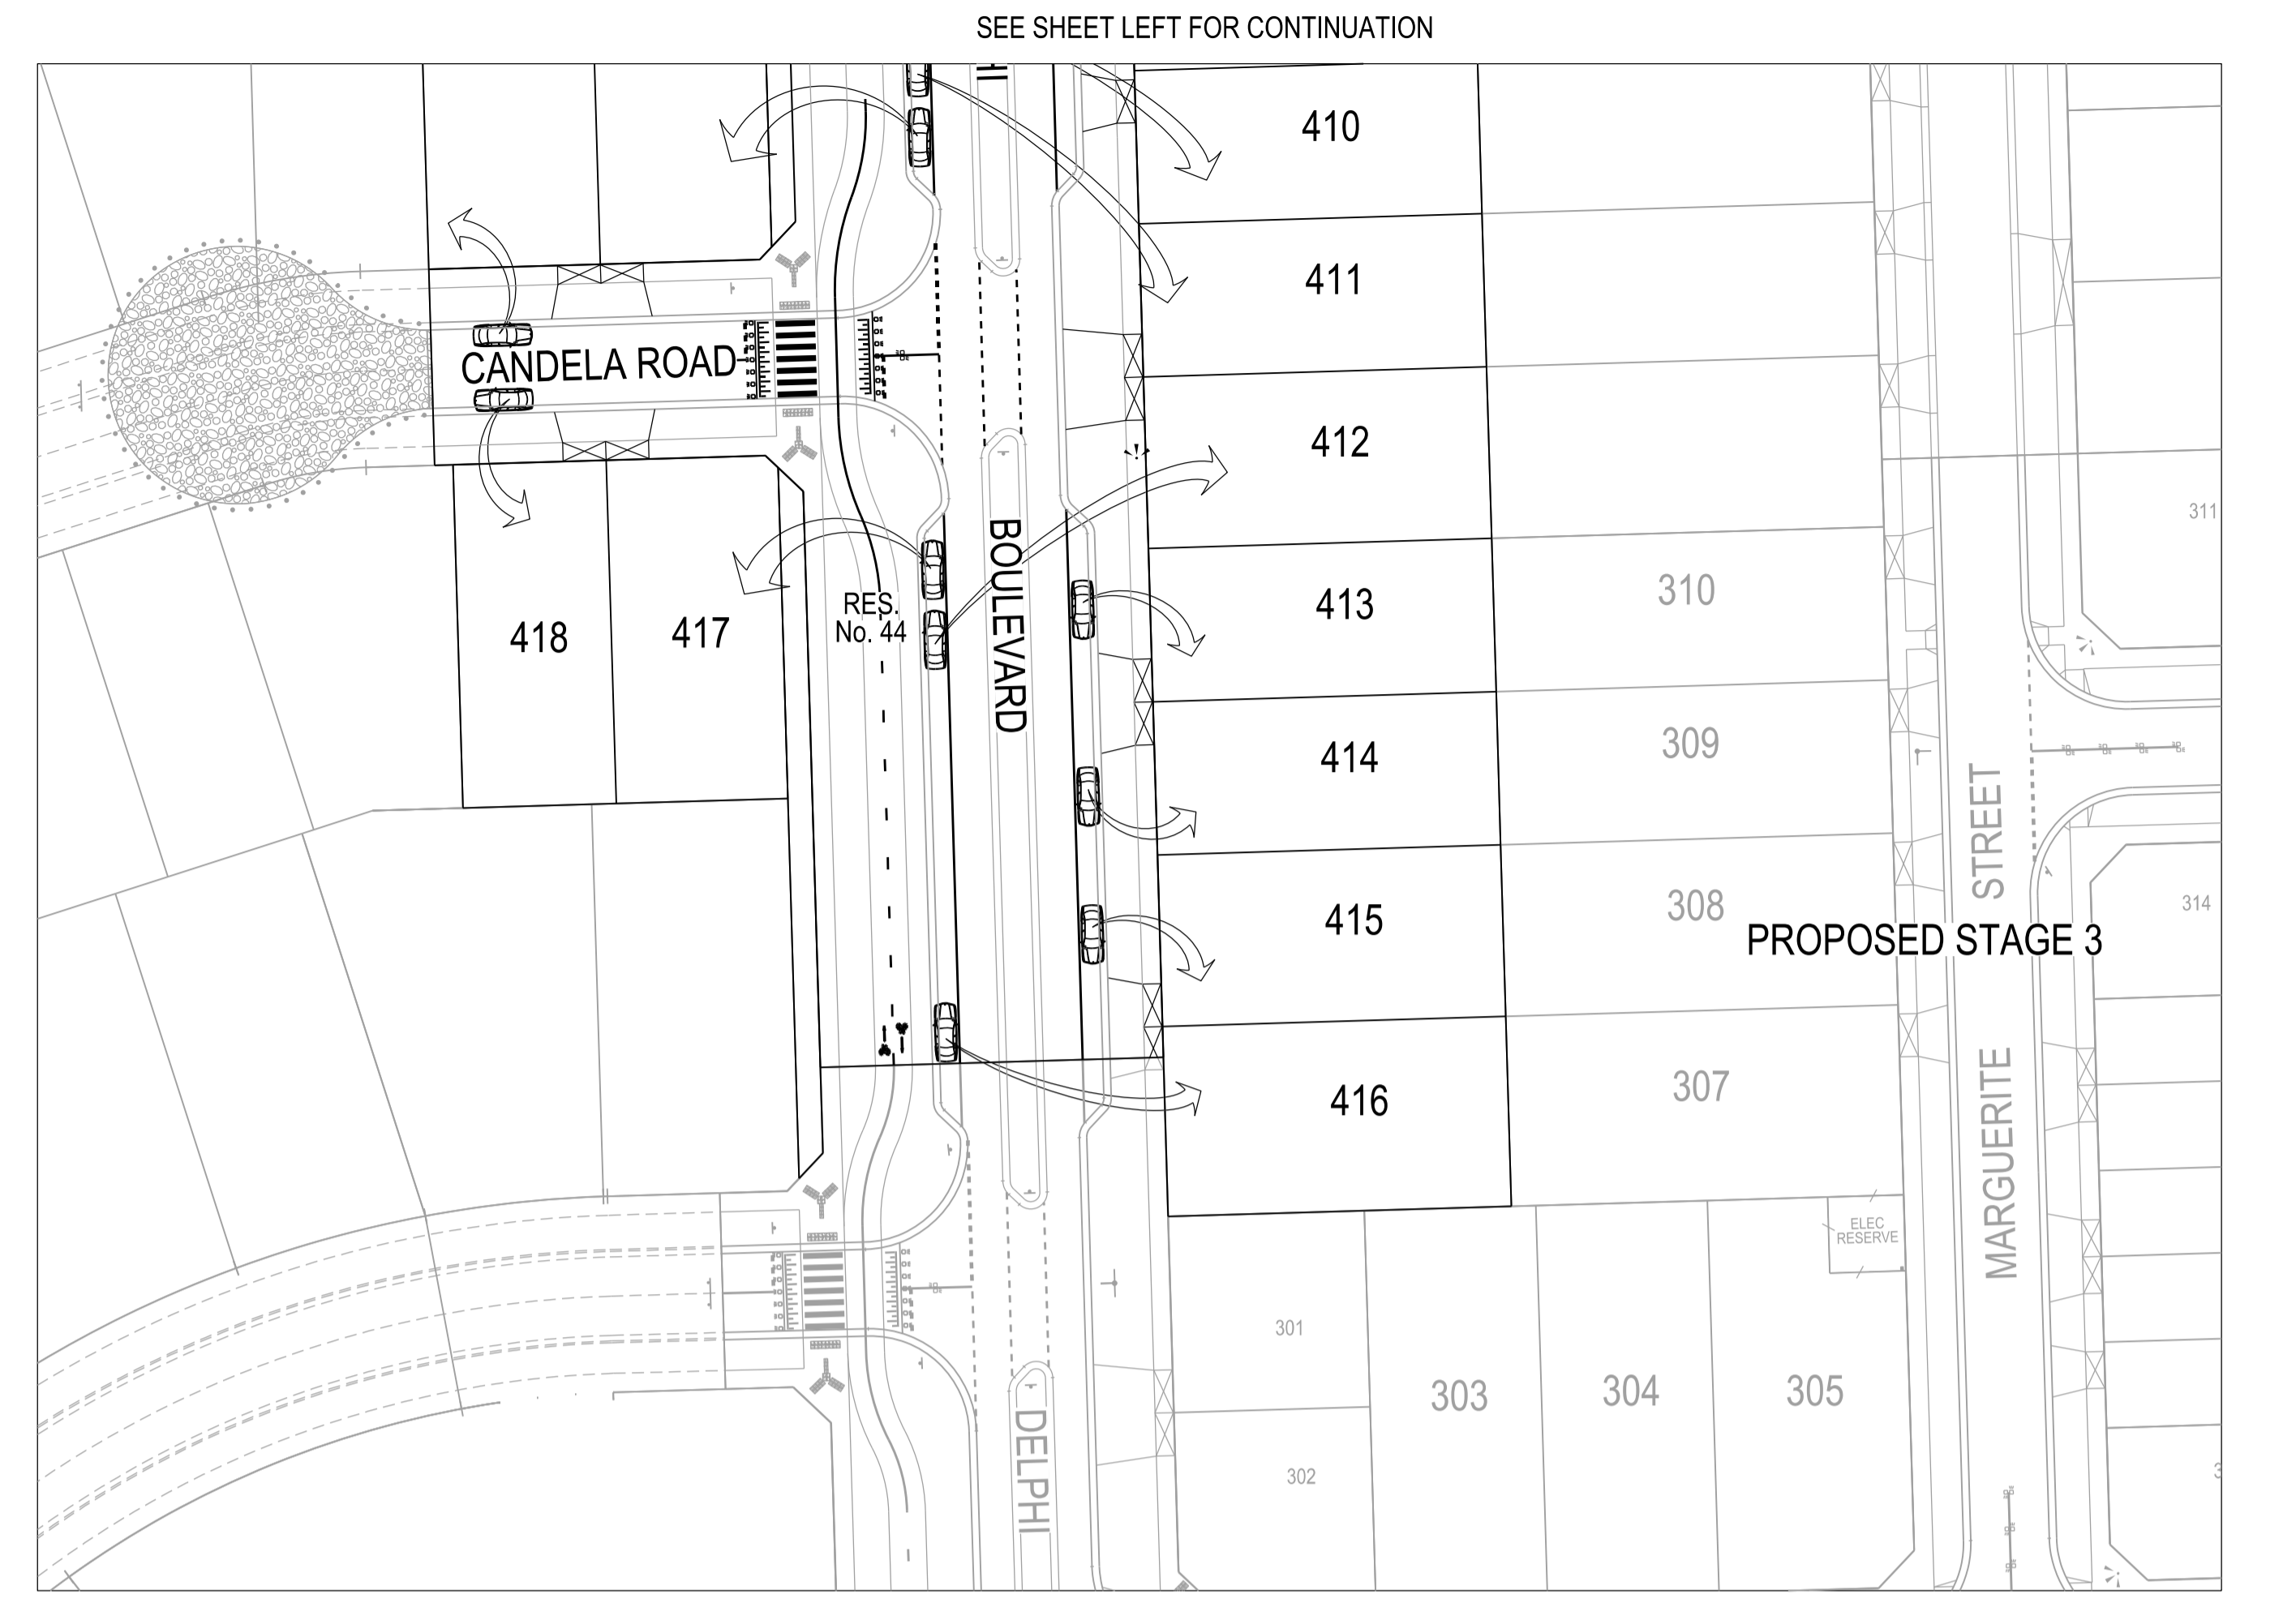 SEE SHEET LEFT FOR CONTINUATION
410
411
CANDELA ROAD
412
311
BOULEVARD
413
310
RES.
No. 44
418
417
414
309
STREET
415
308
314
PROPOSED STAGE 3
416
307
MARGUERITE
ELEC
RESERVE
301
303
304
305
302
DELPHI